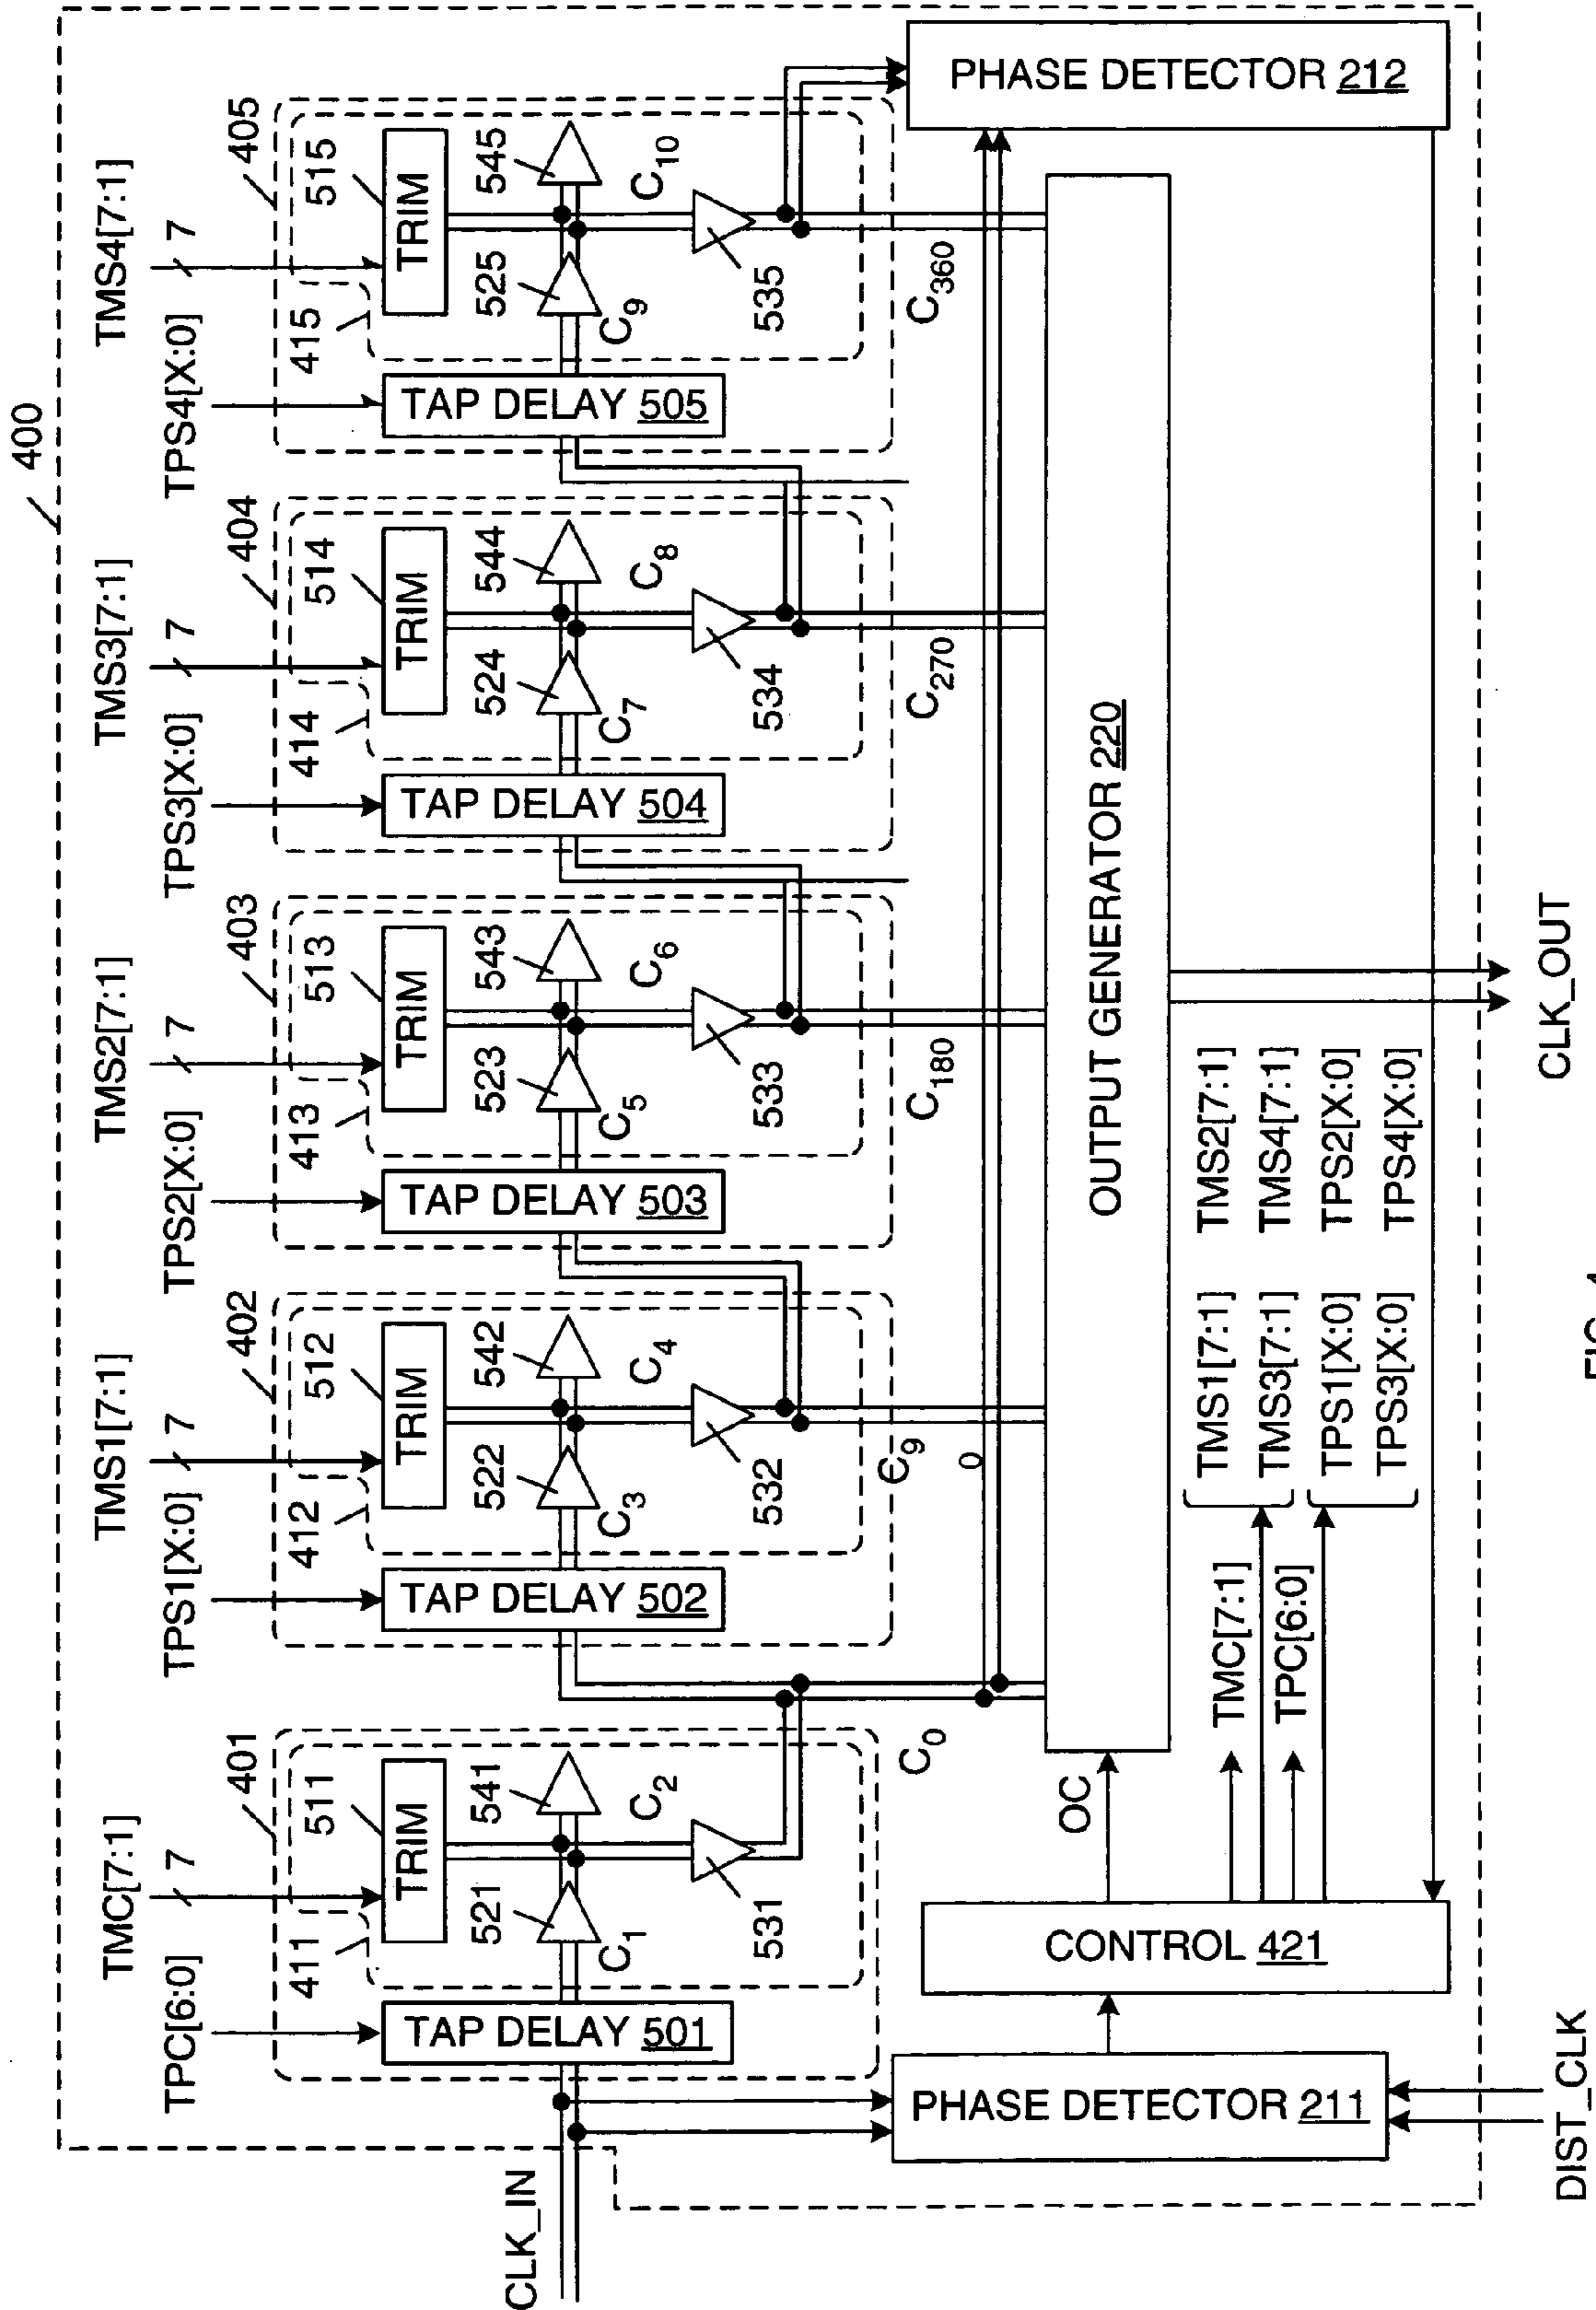 400
TMC[7:1]
TPC[6:0]
7
401
411
511
TRIM
521
541
C1
C2
531
TAP DELAY 501
TMS1[7:1]
TPS1[X:0]
7
402
412
512
TRIM
522
542
C3
C4
532
TAP DELAY 502
TMS2[7:1]
TPS2[X:0]
7
403
413
513
TRIM
523
543
C5
C6
533
TAP DELAY 503
TMS3[7:1]
TPS3[X:0]
7
404
414
514
TRIM
524
544
C7
C8
534
TAP DELAY 504
TMS4[7:1]
TPS4[X:0]
7
405
415
515
TRIM
525
545
C9
C10
535
TAP DELAY 505
CLK_IN
C0
C9
0
C180
C270
C360
PHASE DETECTOR 211
PHASE DETECTOR 212
OUTPUT GENERATOR 220
OC
CONTROL 421
TMC[7:1]
TPC[6:0]
TMS1[7:1] TMS2[7:1]
TMS3[7:1] TMS4[7:1]
TPS1[X:0] TPS2[X:0]
TPS3[X:0] TPS4[X:0]
DIST_CLK
CLK_OUT